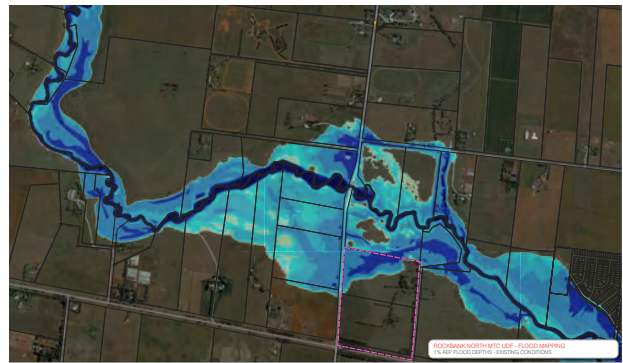 ROCKBANK NORTH MTC UDF - FLOOD MAPPING
1% AEP FLOOD DEPTHS - EXISTING CONDITIONS